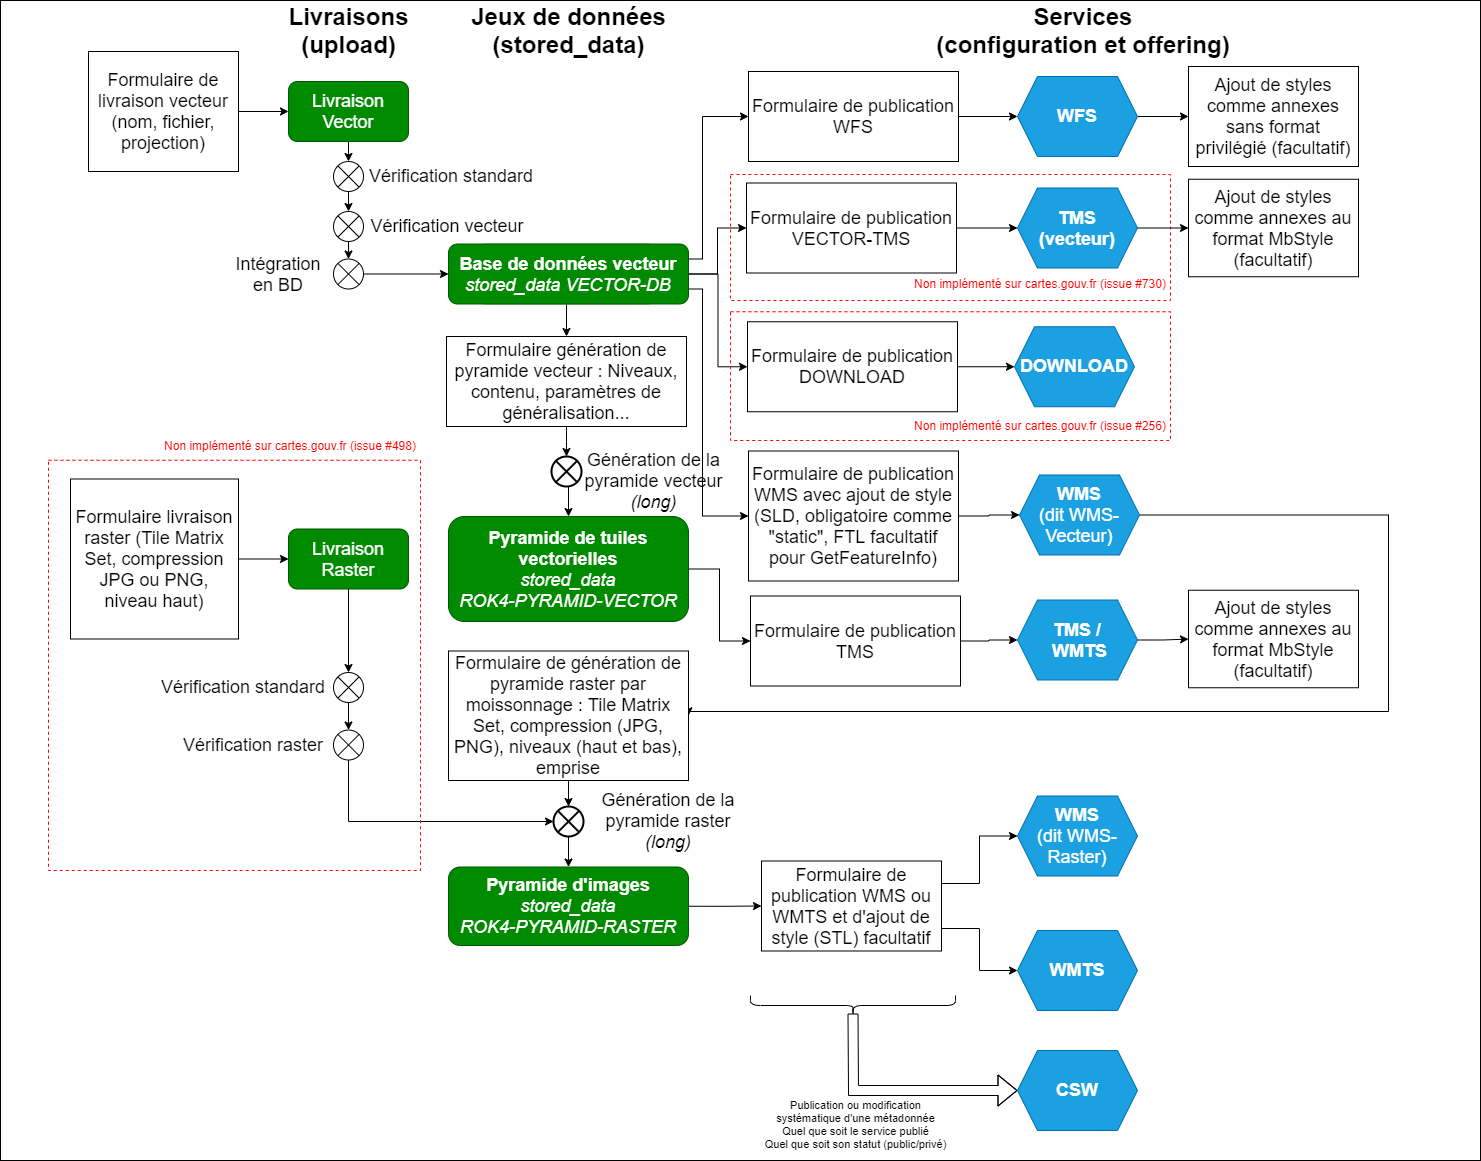 Livraisons
(upload)
Jeux de données
(stored_data)
Services
(configuration et offering)
Formulaire de
livraison vecteur
(nom, fichier,
projection)
Livraison
Vector
Vérification standard
Vérification vecteur
Intégration
en BD
Base de données vecteur
stored_data VECTOR-DB
Formulaire de publication
WFS
WFS
Ajout de styles
comme annexes
sans format
privilégié (facultatif)
Formulaire de publication
VECTOR-TMS
TMS
(vecteur)
Ajout de styles
comme annexes au
format MbStyle
(facultatif)
Non implémenté sur cartes.gouv.fr (issue #730)
Formulaire de publication
DOWNLOAD
DOWNLOAD
Non implémenté sur cartes.gouv.fr (issue #256)
Formulaire génération de
pyramide vecteur : Niveaux,
contenu, paramètres de
généralisation...
Génération de la
pyramide vecteur
(long)
Pyramide de tuiles
vectorielles
stored_data
ROK4-PYRAMID-VECTOR
Formulaire de publication
WMS avec ajout de style
(SLD, obligatoire comme
"static", FTL facultatif
pour GetFeatureInfo)
WMS
(dit WMS-
Vecteur)
Formulaire de publication
TMS
TMS /
WMTS
Ajout de styles
comme annexes au
format MbStyle
(facultatif)
Non implémenté sur cartes.gouv.fr (issue #498)
Formulaire livraison
raster (Tile Matrix
Set, compression
JPG ou PNG,
niveau haut)
Livraison
Raster
Vérification standard
Vérification raster
Formulaire de génération de
pyramide raster par
moissonnage : Tile Matrix
Set, compression (JPG,
PNG), niveaux (haut et bas),
emprise
Génération de la
pyramide raster
(long)
Pyramide d'images
stored_data
ROK4-PYRAMID-RASTER
Formulaire de
publication WMS ou
WMTS et d'ajout de
style (STL) facultatif
WMS
(dit WMS-
Raster)
WMTS
CSW
Publication ou modification
systématique d'une métadonnée
Quel que soit le service publié
Quel que soit son statut (public/privé)